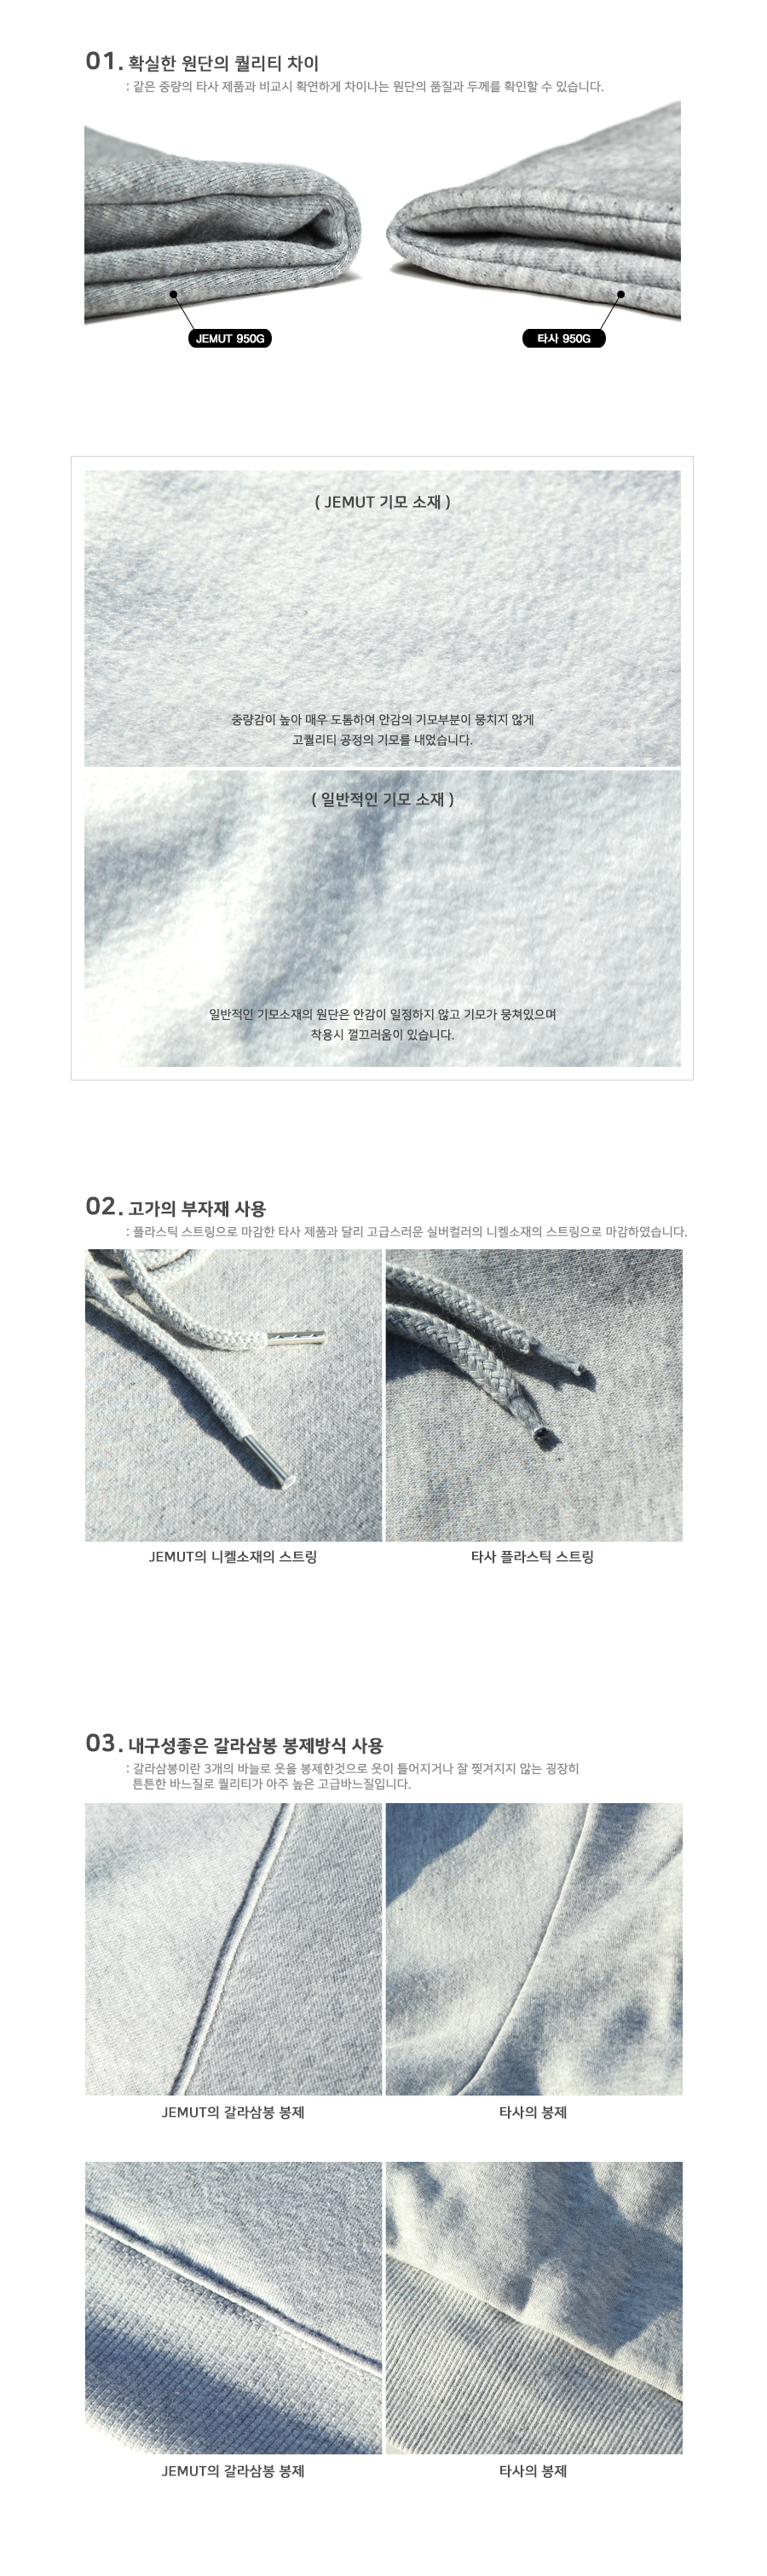 01. 확실한 원단의 퀄리티 차이
: 같은 중량의 타사 제품과 비교시 확연하게 차이나는 원단의 품질과 두께를 확인할 수 있습니다.
JEMUT 950G
타사 950G
( JEMUT 기모 소재 )
중량감이 높아 매우 도톰하여 안감의 기모부분이 뭉치지 않게
고퀄리티 공정의 기모를 내었습니다.
( 일반적인 기모 소재 )
일반적인 기모소재의 원단은 안감이 일정하지 않고 기모가 뭉쳐있으며
착용시 껄끄러움이 있습니다.
02. 고가의 부자재 사용
: 플라스틱 스트링으로 마감한 타사 제품과 달리 고급스러운 실버컬러의 니켈소재의 스트링으로 마감하였습니다.
JEMUT의 니켈소재의 스트링
타사 플라스틱 스트링
03. 내구성좋은 갈라삼봉 봉제방식 사용
: 갈라삼봉이란 3개의 바늘로 옷을 봉제한것으로 옷이 틀어지거나 잘 찢겨지지 않는 굉장히
튼튼한 바느질로 퀄리티가 아주 높은 고급바느질입니다.
JEMUT의 갈라삼봉 봉제
타사의 봉제
JEMUT의 갈라삼봉 봉제
타사의 봉제